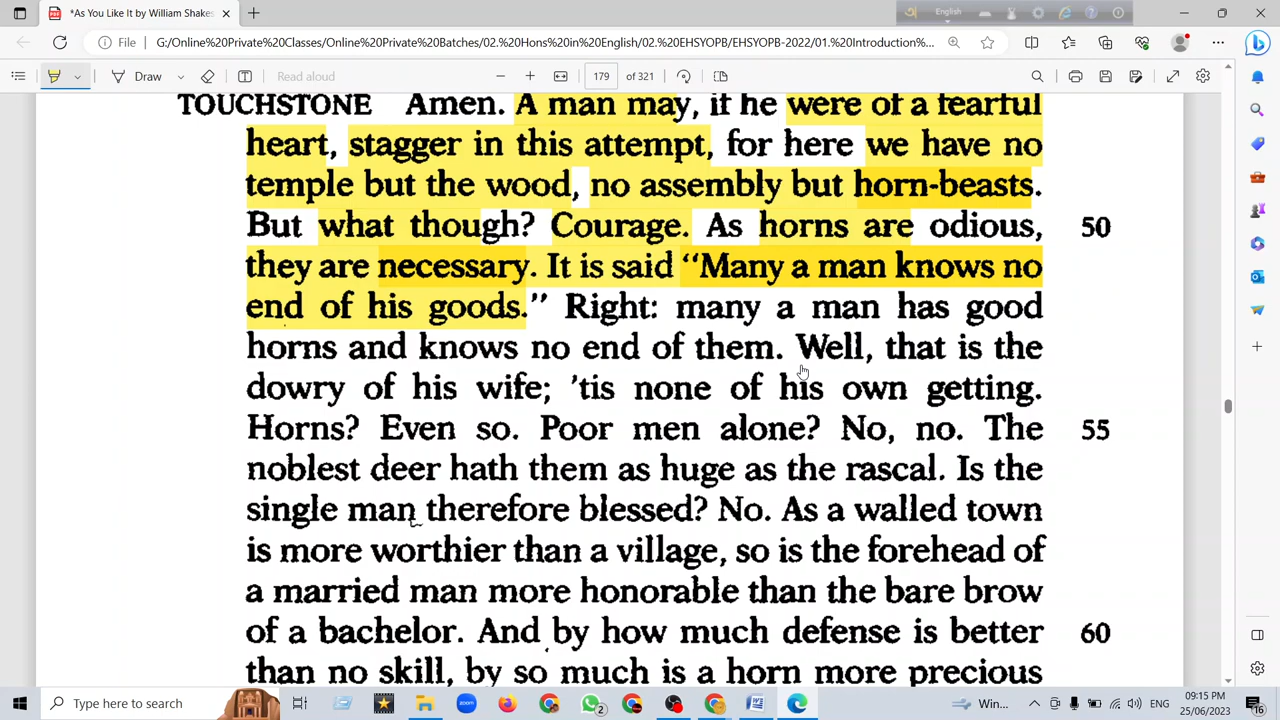 *As You Like It by William Shakes
English
File
G:/Online%20Private%20Classes/Online%20Private%20Batches/02.%20Hons%20in%20English/02.%20EHSYOPB/EHSYOPB-2022/01.%20Introduction%...
Draw
Read aloud
179 of 321
TOUCHSTONE Amen. A man may, if he were of a fearful
heart, stagger in this attempt, for here we have no
temple but the wood, no assembly but horn-beasts.
But what though? Courage. As horns are odious, 50
they are necessary. It is said “Many a man knows no
end of his goods.” Right: many a man has good
horns and knows no end of them. Well, that is the
dowry of his wife; ’tis none of his own getting.
Horns? Even so. Poor men alone? No, no. The 55
noblest deer hath them as huge as the rascal. Is the
single man therefore blessed? No. As a walled town
is more worthier than a village, so is the forehead of
a married man more honorable than the bare brow
of a bachelor. And by how much defense is better 60
than no skill, by so much is a horn more precious
Type here to search
zoom
2
Win...
ENG
09:15 PM
25/06/2023
16